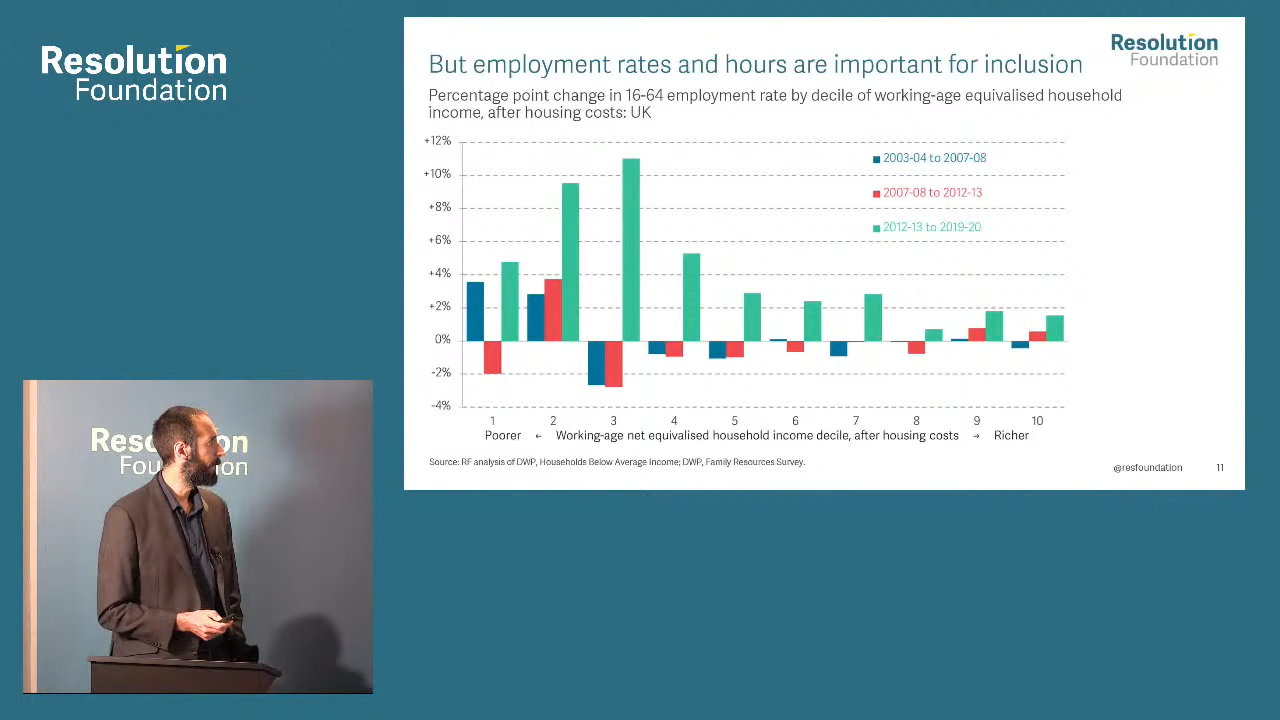 Resolution
Foundation
Resolution
Foundation
But employment rates and hours are important for inclusion
Percentage point change in 16-64 employment rate by decile of working-age equivalised household
income, after housing costs: UK
+12%
+10%
+8%
+6%
+4%
+2%
0%
-2%
-4%
2003-04 to 2007-08
2007-08 to 2012-13
2012-13 to 2019-20
1 2 3 4 5 6 7 8 9 10
Poorer ← Working-age net equivalised household income decile, after housing costs → Richer
Source: RF analysis of DWP, Households Below Average Income; DWP, Family Resources Survey.
@resfoundation 11